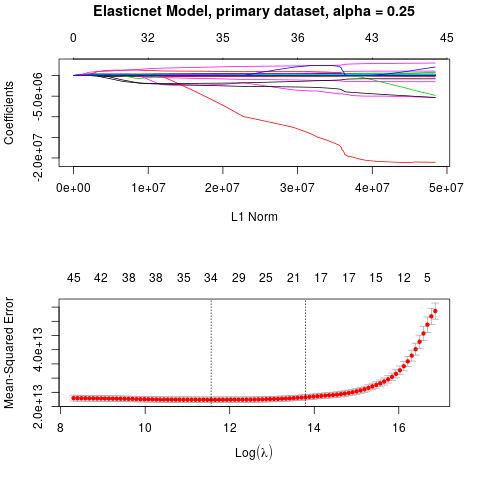 Elasticnet Model, primary dataset, alpha = 0.25
0 32 35 36 43 45
Coefficients
-5.0e+06
-2.0e+07
0e+00 1e+07 2e+07 3e+07 4e+07 5e+07
L1 Norm
45 42 38 38 35 34 29 25 21 17 17 15 12 5
Mean-Squared Error
4.0e+13
2.0e+13
8 10 12 14 16
Log(λ)